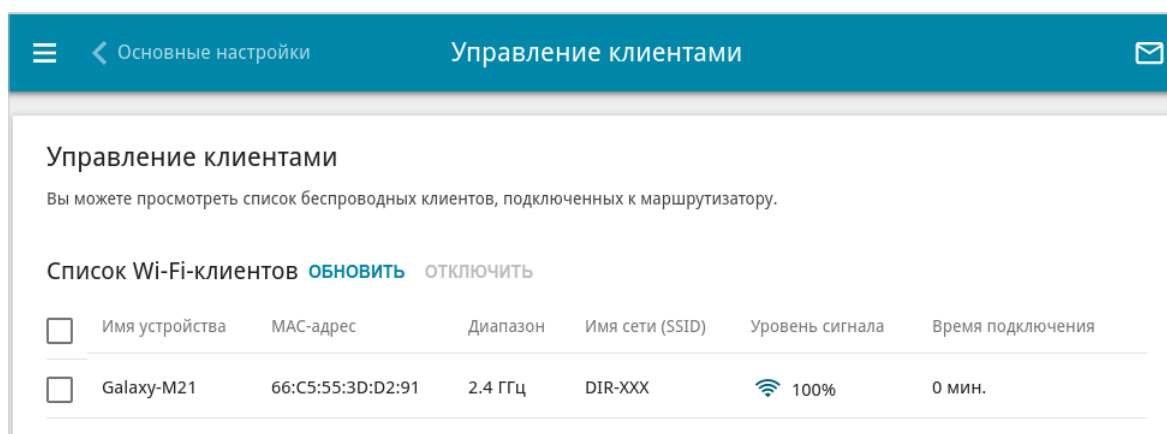 Основные настройки Управление клиентами
Управление клиентами
Вы можете просмотреть список беспроводных клиентов, подключенных к маршрутизатору.
Список Wi-Fi-клиентов ОБНОВИТЬ ОТКЛЮЧИТЬ
Имя устройства MAC-адрес Диапазон Имя сети (SSID) Уровень сигнала Время подключения
Galaxy-M21 66:C5:55:3D:D2:91 2.4 ГГц DIR-XXX 100% 0 мин.